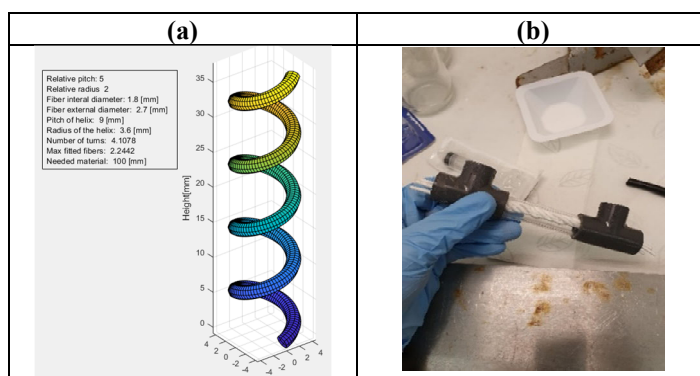 (a)
(b)
Relative pitch: 5
Relative radius 2
Fiber interal diameter: 1.8 [mm]
Fiber external diameter: 2.7 [mm]
Pitch of helix: 9 [mm]
Radius of the helix: 3.6 [mm]
Number of turns: 4.1078
Max fitted fibers: 2.2442
Needed material: 100 [mm]
Height[mm]
35
30
25
20
15
10
5
0
4
2
0
-2
-4
-4
-2
0
2
4